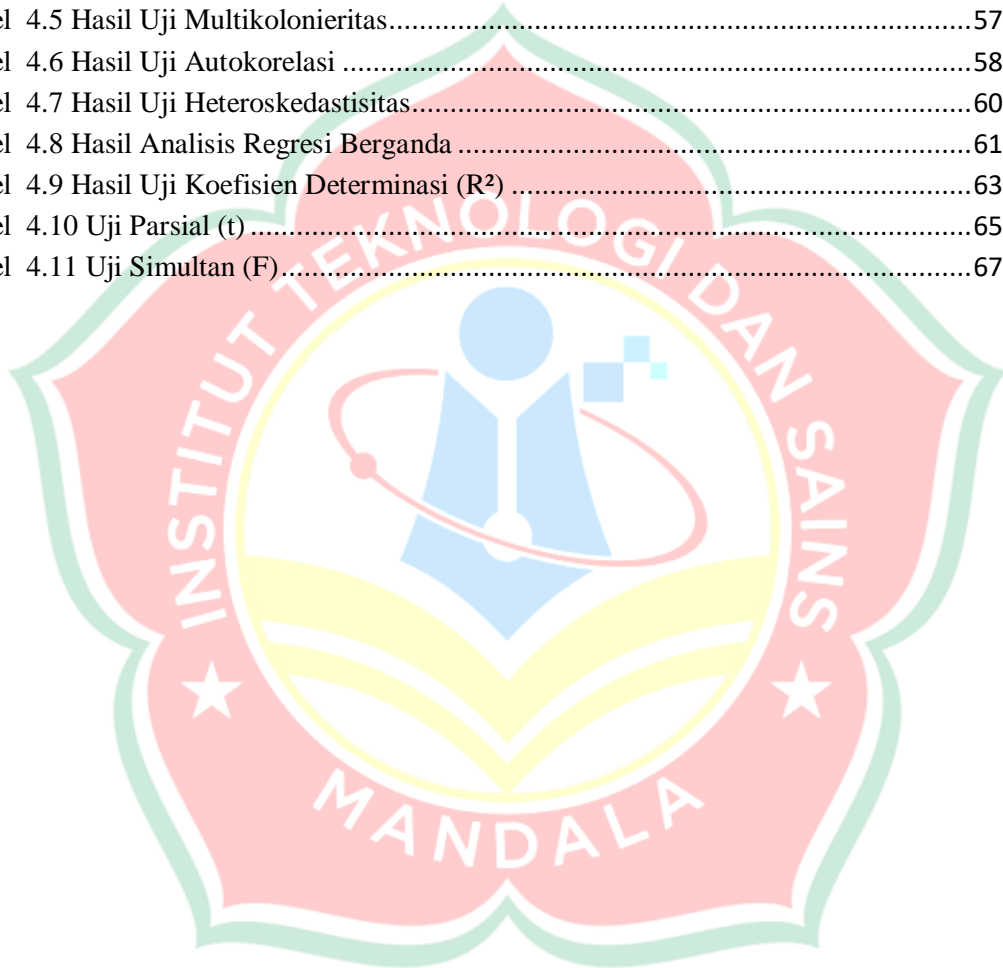 el 4.5 Hasil Uji Multikolonieritas.......................................................................................57
el 4.6 Hasil Uji Autokorelasi ..............................................................................................58
el 4.7 Hasil Uji Heteroskedastisitas....................................................................................60
el 4.8 Hasil Analisis Regresi Berganda ..............................................................................61
el 4.9 Hasil Uji Koefisien Determinasi (R²) .......................................................................63
el 4.10 Uji Parsial (t) ..........................................................................................................65
el 4.11 Uji Simultan (F)......................................................................................................67
INSTITUT TEKNOLOGI DAN SAINS
MANDALA